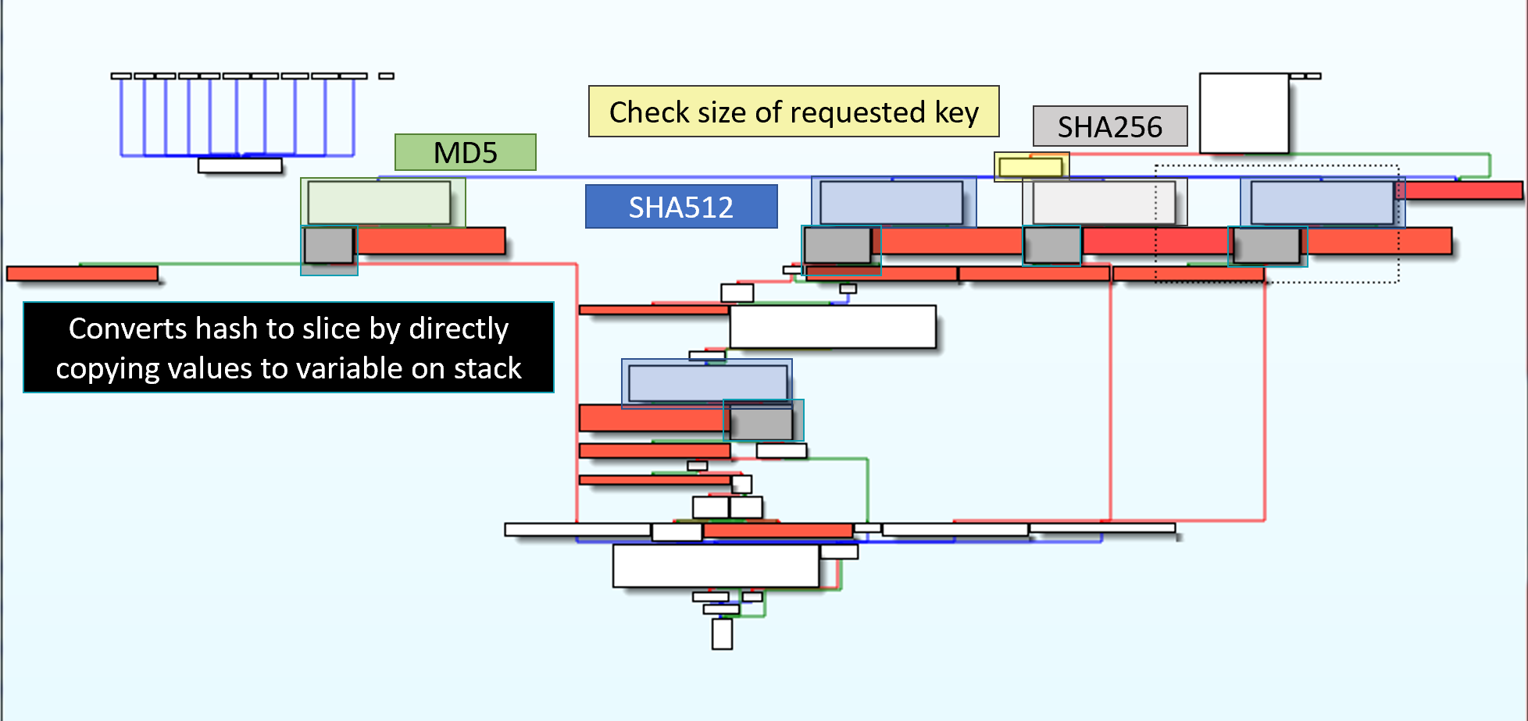 Check size of requested key
SHA256
MD5
SHA512
Converts hash to slice by directly
copying values to variable on stack